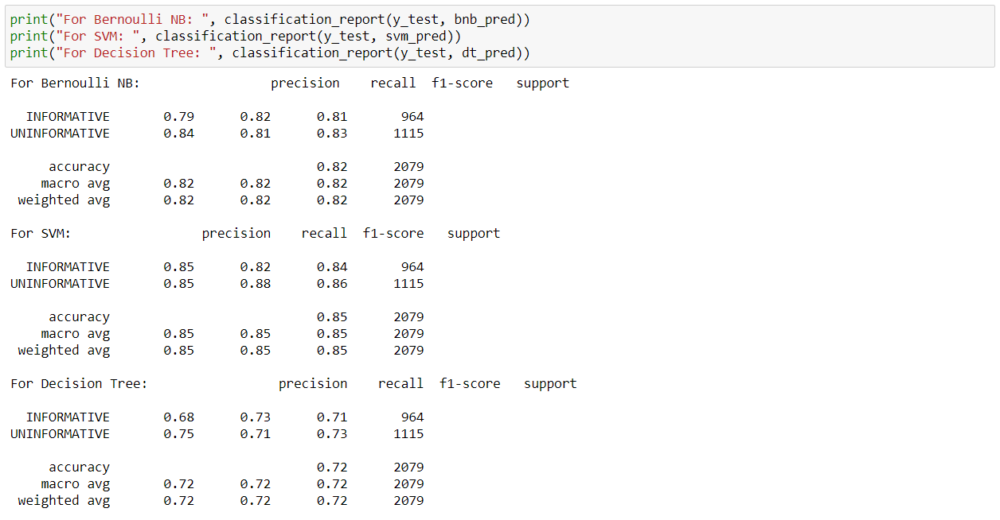 print("For Bernoulli NB: ", classification_report(y_test, bnb_pred))
print("For SVM: ", classification_report(y_test, svm_pred))
print("For Decision Tree: ", classification_report(y_test, dt_pred))
For Bernoulli NB:                 precision    recall  f1-score   support

  INFORMATIVE       0.79      0.82      0.81       964
UNINFORMATIVE       0.84      0.81      0.83      1115

     accuracy                           0.82      2079
    macro avg       0.82      0.82      0.82      2079
 weighted avg       0.82      0.82      0.82      2079

For SVM:                 precision    recall  f1-score   support

  INFORMATIVE       0.85      0.82      0.84       964
UNINFORMATIVE       0.85      0.88      0.86      1115

     accuracy                           0.85      2079
    macro avg       0.85      0.85      0.85      2079
 weighted avg       0.85      0.85      0.85      2079

For Decision Tree:                 precision    recall  f1-score   support

  INFORMATIVE       0.68      0.73      0.71       964
UNINFORMATIVE       0.75      0.71      0.73      1115

     accuracy                           0.72      2079
    macro avg       0.72      0.72      0.72      2079
 weighted avg       0.72      0.72      0.72      2079